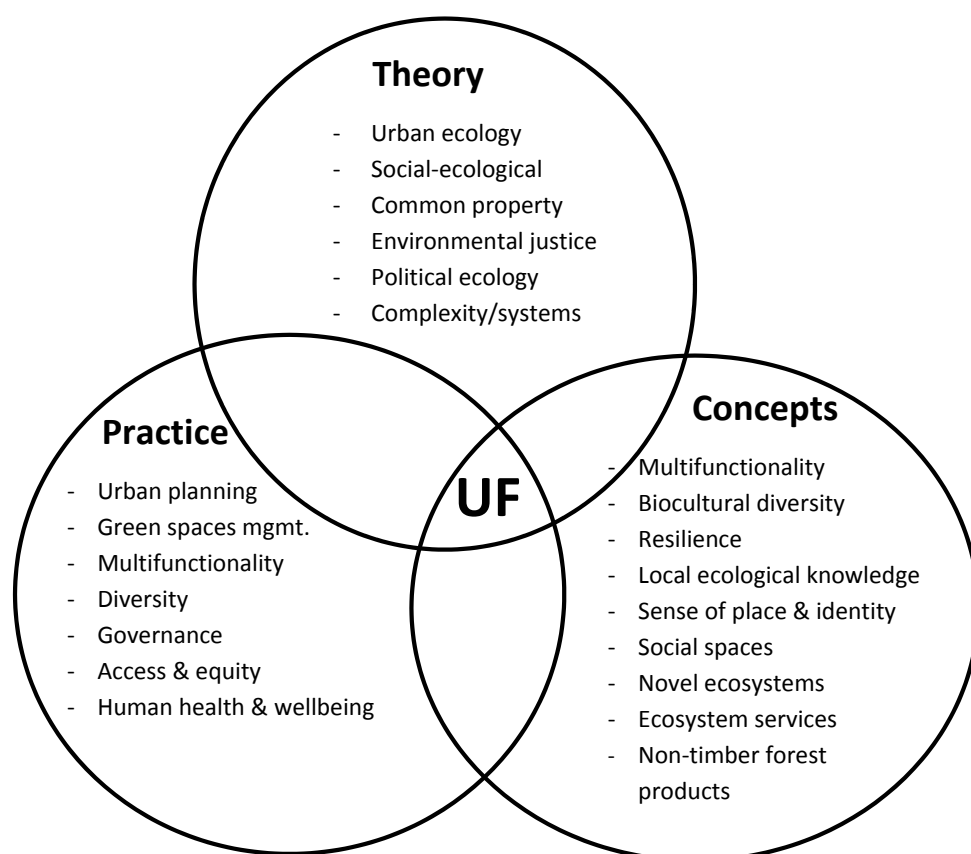 Theory
- Urban ecology
- Social-ecological
- Common property
- Environmental justice
- Political ecology
- Complexity/systems
Practice
- Urban planning
- Green spaces mgmt.
- Multifunctionality
- Diversity
- Governance
- Access & equity
- Human health & wellbeing
UF
Concepts
- Multifunctionality
- Biocultural diversity
- Resilience
- Local ecological knowledge
- Sense of place & identity
- Social spaces
- Novel ecosystems
- Ecosystem services
- Non-timber forest
products